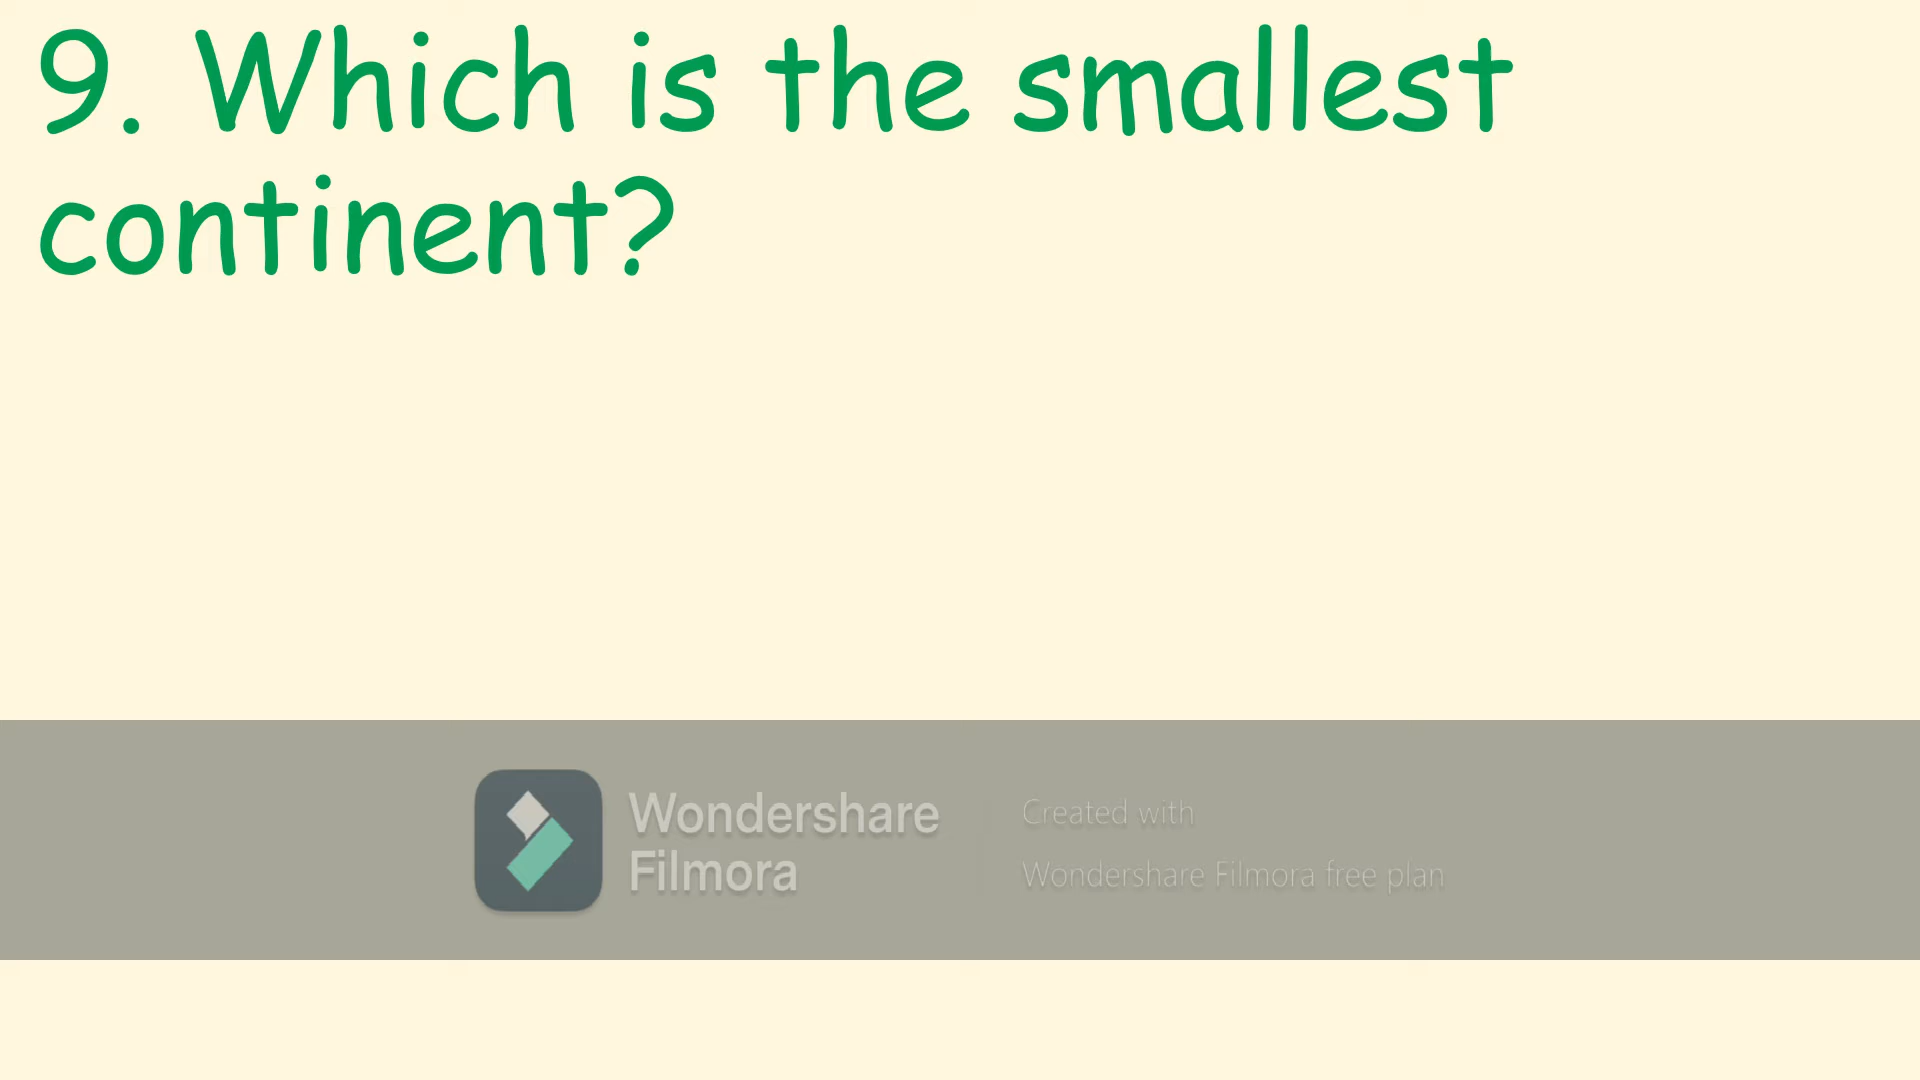 9. Which is the smallest
continent?
Wondershare
Filmora
Created with
Wondershare Filmora free plan